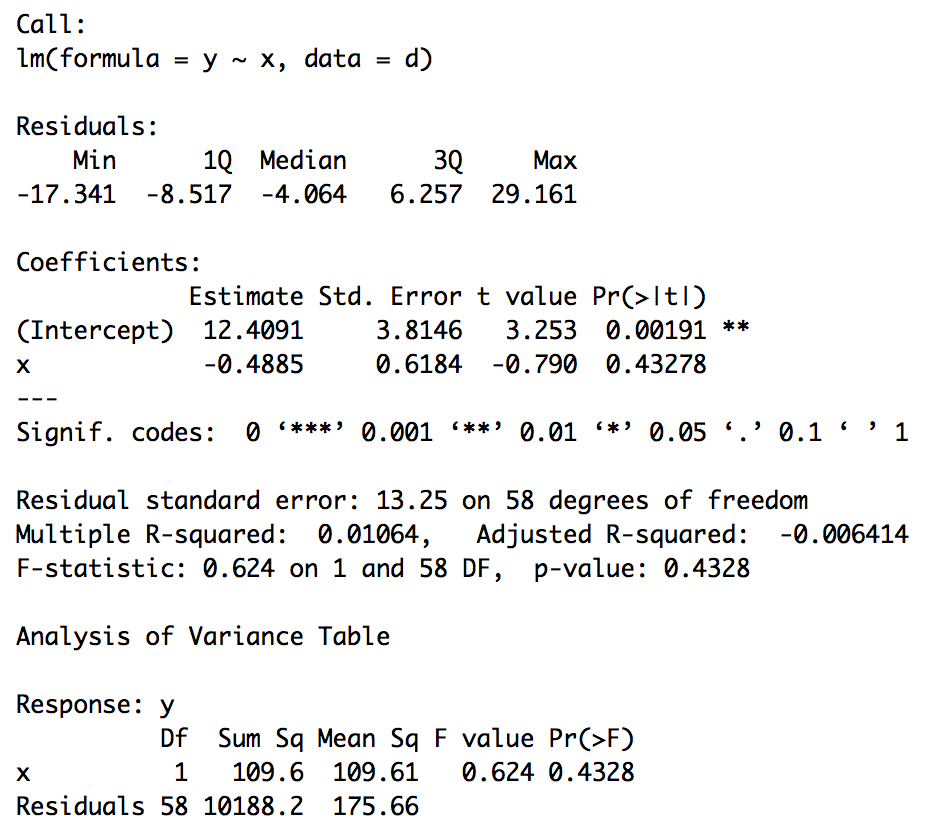 Call:
lm(formula = y ~ x, data = d)
Residuals:
Min 1Q Median 3Q Max
-17.341 -8.517 -4.064 6.257 29.161
Coefficients:
Estimate Std. Error t value Pr(>|t|)
(Intercept) 12.4091 3.8146 3.253 0.00191 **
x -0.4885 0.6184 -0.790 0.43278
---
Signif. codes: 0 ‘***’ 0.001 ‘**’ 0.01 ‘*’ 0.05 ‘.’ 0.1 ‘ ’ 1
Residual standard error: 13.25 on 58 degrees of freedom
Multiple R-squared: 0.01064, Adjusted R-squared: -0.006414
F-statistic: 0.624 on 1 and 58 DF, p-value: 0.4328
Analysis of Variance Table
Response: y
Df Sum Sq Mean Sq F value Pr(>F)
x 1 109.6 109.61 0.624 0.4328
Residuals 58 10188.2 175.66